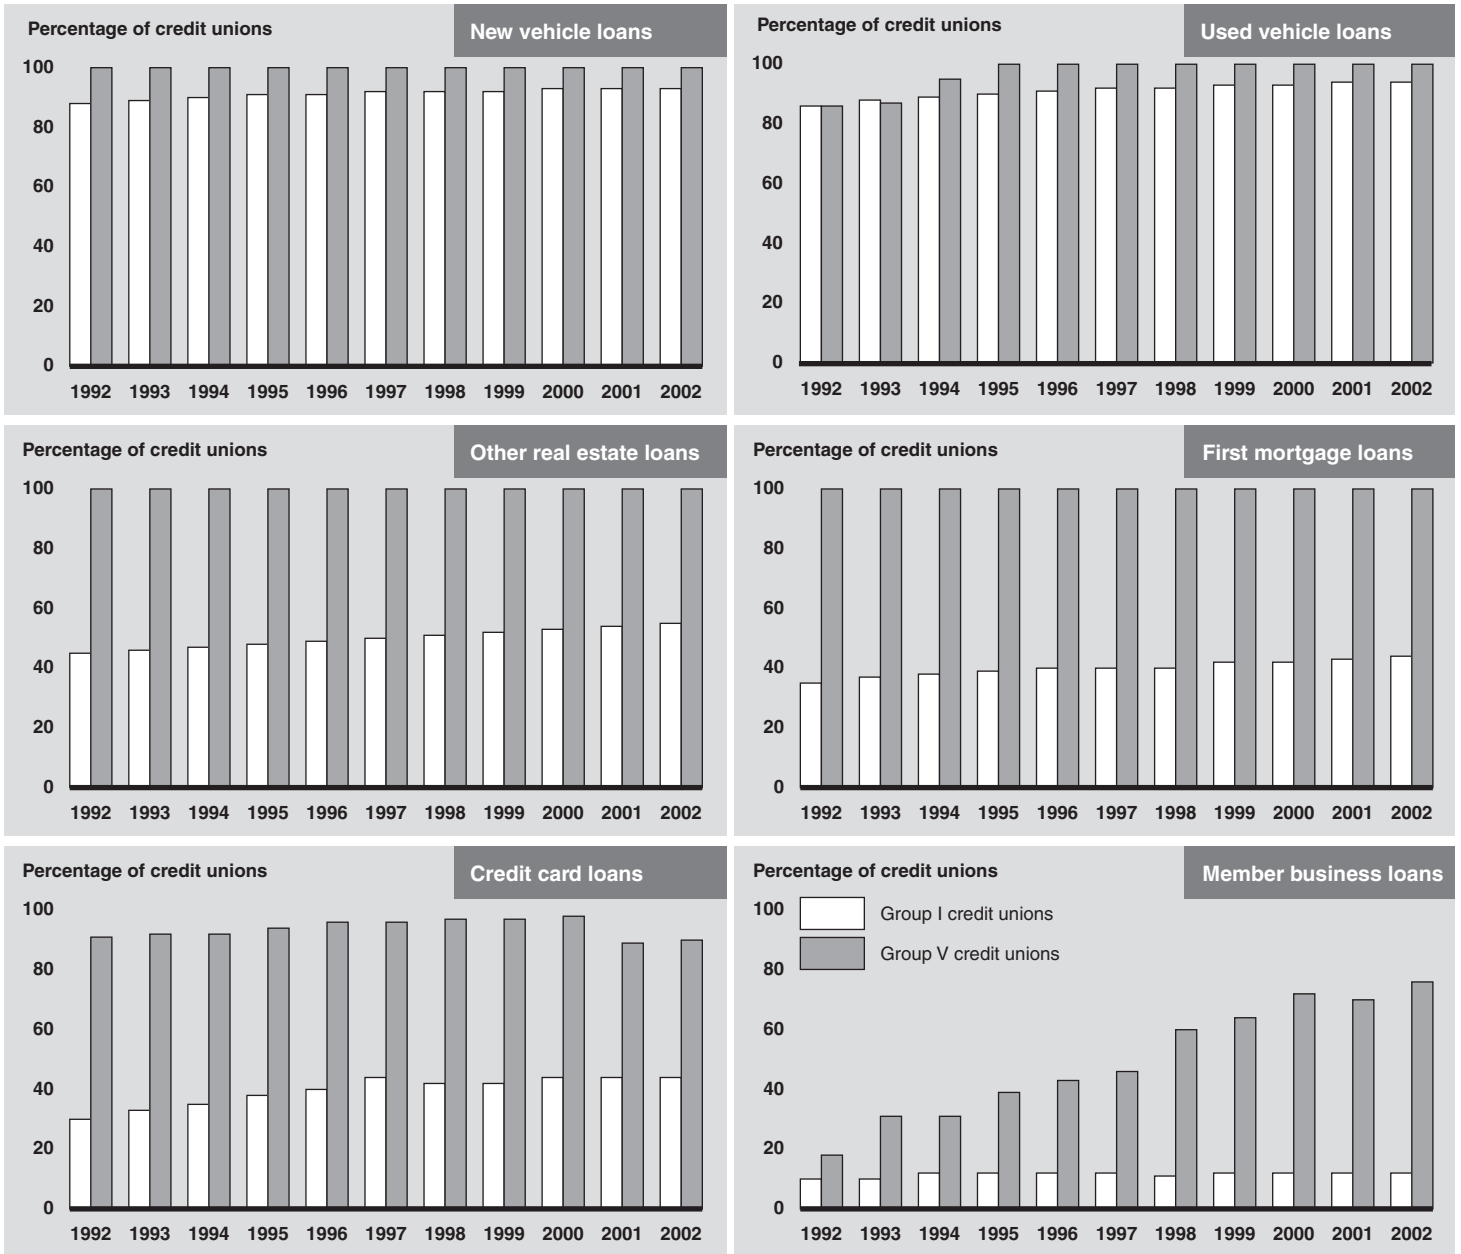 Percentage of credit unions
New vehicle loans
100
80
60
40
20
0
1992 1993 1994 1995 1996 1997 1998 1999 2000 2001 2002
Percentage of credit unions
Used vehicle loans
100
80
60
40
20
0
1992 1993 1994 1995 1996 1997 1998 1999 2000 2001 2002
Percentage of credit unions
Other real estate loans
100
80
60
40
20
0
1992 1993 1994 1995 1996 1997 1998 1999 2000 2001 2002
Percentage of credit unions
First mortgage loans
100
80
60
40
20
0
1992 1993 1994 1995 1996 1997 1998 1999 2000 2001 2002
Percentage of credit unions
Credit card loans
100
80
60
40
20
0
1992 1993 1994 1995 1996 1997 1998 1999 2000 2001 2002
Percentage of credit unions
Member business loans
100
Group I credit unions
Group V credit unions
80
60
40
20
0
1992 1993 1994 1995 1996 1997 1998 1999 2000 2001 2002